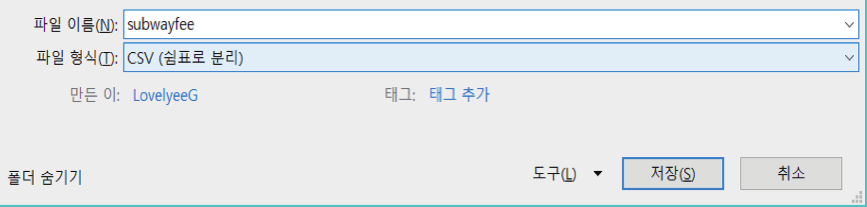 파일 이름(N): subwayfee
파일 형식(T): CSV (쉼표로 분리)
만든 이: LovelyeeG 태그: 태그 추가
폴더 숨기기 도구(L) 저장(S) 취소